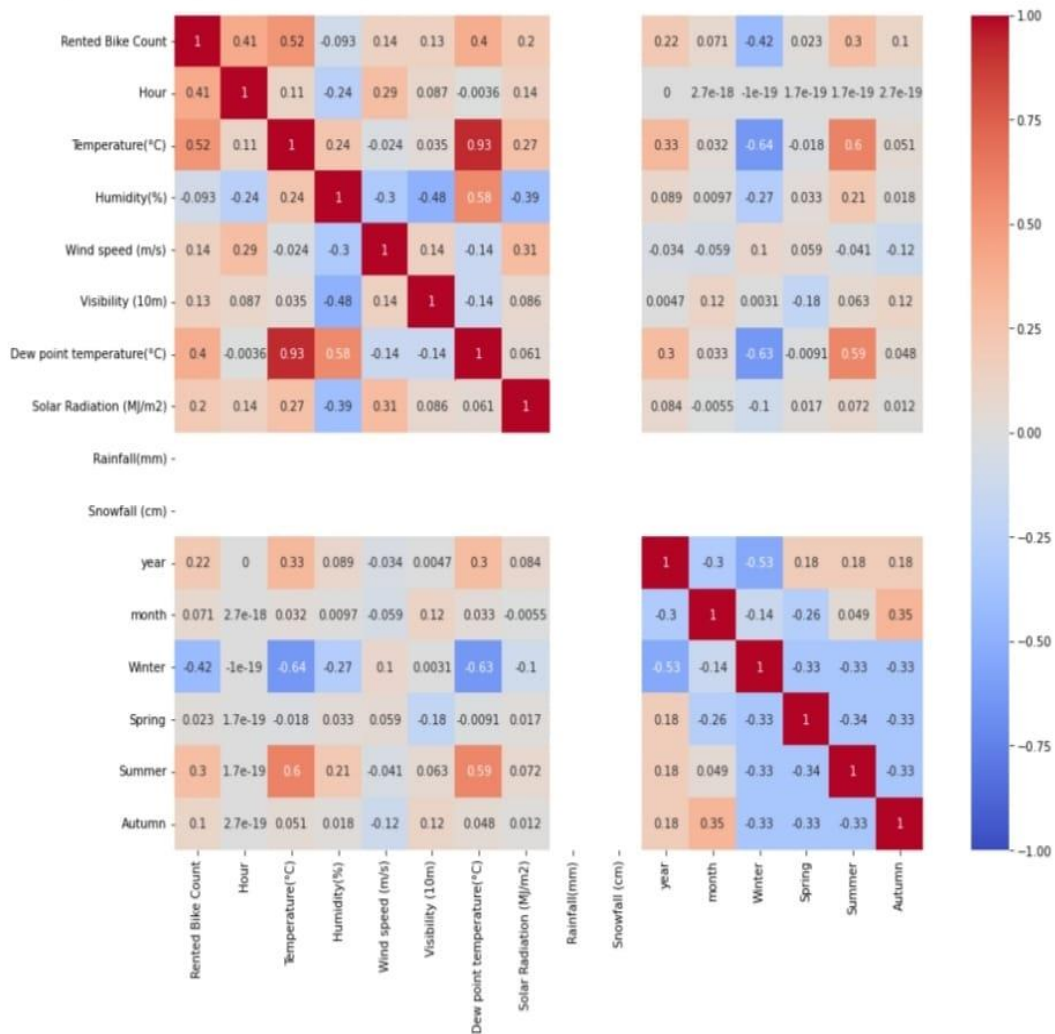 Rented Bike Count 1 0.41 0.52 -0.093 0.14 0.13 0.4 0.2 0.22 0.071 -0.42 0.023 0.3 0.1
Hour 0.41 1 0.11 -0.24 0.29 0.087 -0.0036 0.14 0 2.7e-18 -1e-19 1.7e-19 1.7e-19 2.7e-19
Temperature(°C) 0.52 0.11 1 0.24 -0.024 0.035 0.93 0.27 0.33 0.032 -0.64 -0.018 0.6 0.051
Humidity(%) -0.093 -0.24 0.24 1 -0.3 -0.48 0.58 -0.39 0.089 0.0097 -0.27 0.033 0.21 0.018
Wind speed (m/s) 0.14 0.29 -0.024 -0.3 1 0.14 -0.14 0.31 -0.034 -0.059 0.1 0.059 -0.041 -0.12
Visibility (10m) 0.13 0.087 0.035 -0.48 0.14 1 -0.14 0.086 0.0047 0.12 0.0031 -0.18 0.063 0.12
Dew point temperature(°C) 0.4 -0.0036 0.93 0.58 -0.14 -0.14 1 0.061 0.3 0.033 -0.63 -0.0091 0.59 0.048
Solar Radiation (MJ/m2) 0.2 0.14 0.27 -0.39 0.31 0.086 0.061 1 0.084 -0.0055 -0.1 0.017 0.072 0.012
Rainfall(mm)
Snowfall (cm)
year 0.22 0 0.33 0.089 -0.034 0.0047 0.3 0.084 1 -0.3 -0.53 0.18 0.18 0.18
month 0.071 2.7e-18 0.032 0.0097 -0.059 0.12 0.033 -0.0055 -0.3 1 -0.14 -0.26 0.049 0.35
Winter -0.42 -1e-19 -0.64 -0.27 0.1 0.0031 -0.63 -0.1 -0.53 -0.14 1 -0.33 -0.33 -0.33
Spring 0.023 1.7e-19 -0.018 0.033 0.059 -0.18 -0.0091 0.017 0.18 -0.26 -0.33 1 -0.34 -0.33
Summer 0.3 1.7e-19 0.6 0.21 -0.041 0.063 0.59 0.072 0.18 0.049 -0.33 -0.34 1 -0.33
Autumn 0.1 2.7e-19 0.051 0.018 -0.12 0.12 0.048 0.012 0.18 0.35 -0.33 -0.33 -0.33 1
Rented Bike Count
Hour
Temperature(°C)
Humidity(%)
Wind speed (m/s)
Visibility (10m)
Dew point temperature(°C)
Solar Radiation (MJ/m2)
Rainfall(mm)
Snowfall (cm)
year
month
Winter
Spring
Summer
Autumn
1.00
0.75
0.50
0.25
0.00
-0.25
-0.50
-0.75
-1.00